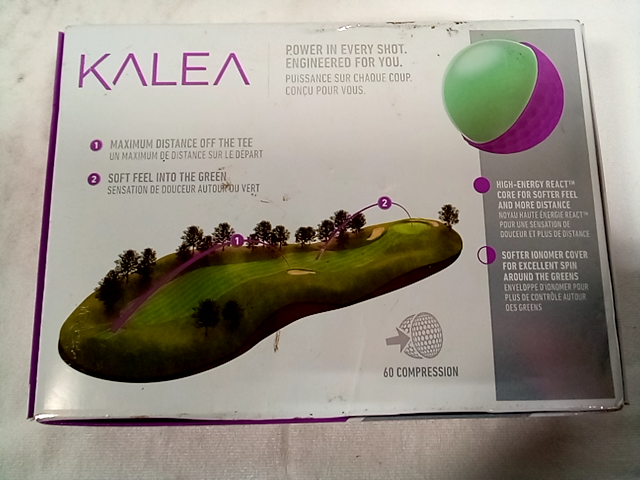 KALEA
POWER IN EVERY SHOT.
ENGINEERED FOR YOU.
PUISSANCE SUR CHAQUE COUP.
CONÇU POUR VOUS.
1 MAXIMUM DISTANCE OFF THE TEE
UN MAXIMUM DE DISTANCE SUR LE DÉPART
2 SOFT FEEL INTO THE GREEN
SENSATION DE DOUCEUR AUTOUR DU VERT
1
2
60 COMPRESSION
HIGH-ENERGY REACT™
CORE FOR SOFTER FEEL
AND MORE DISTANCE
NOYAU HAUTE ÉNERGIE REACT™
POUR UNE SENSATION DE
DOUCEUR ET PLUS DE DISTANCE
SOFTER IONOMER COVER
FOR EXCELLENT SPIN
AROUND THE GREENS
ENVELOPPE D'IONOMER POUR
PLUS DE CONTRÔLE AUTOUR
DES GREENS